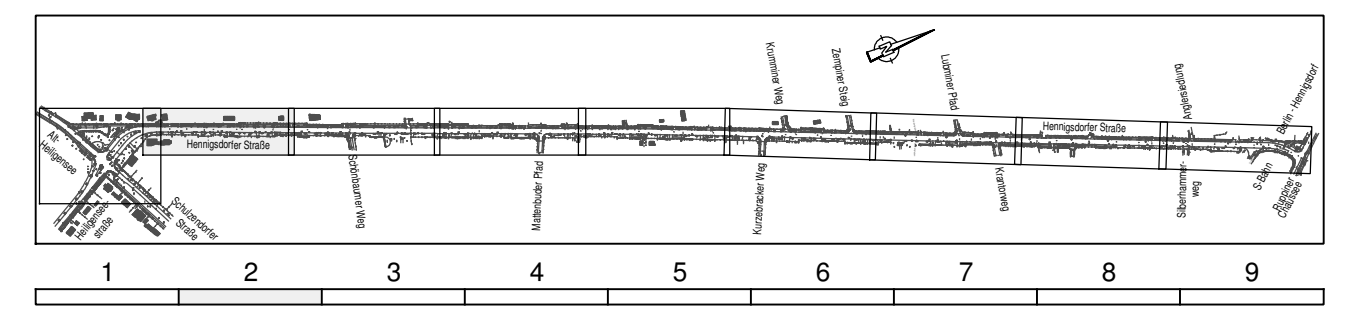 Krumminer Weg
Zempiner Steig
N
Lubminer Pfad
Anglersiedlung
Berlin - Hennigsdorf
Alt-
Heiligensee
Hennigsdorfer Straße
Hennigsdorfer Straße
Schönbaumer Weg
Mattenbuder Pfad
Kurzebracker Weg
Krantorweg
Silberhammer-
weg
S-Bahn
Ruppiner
Chaussee
Heiligensee-
straße
Schulzendorfer
Straße
1 2 3 4 5 6 7 8 9